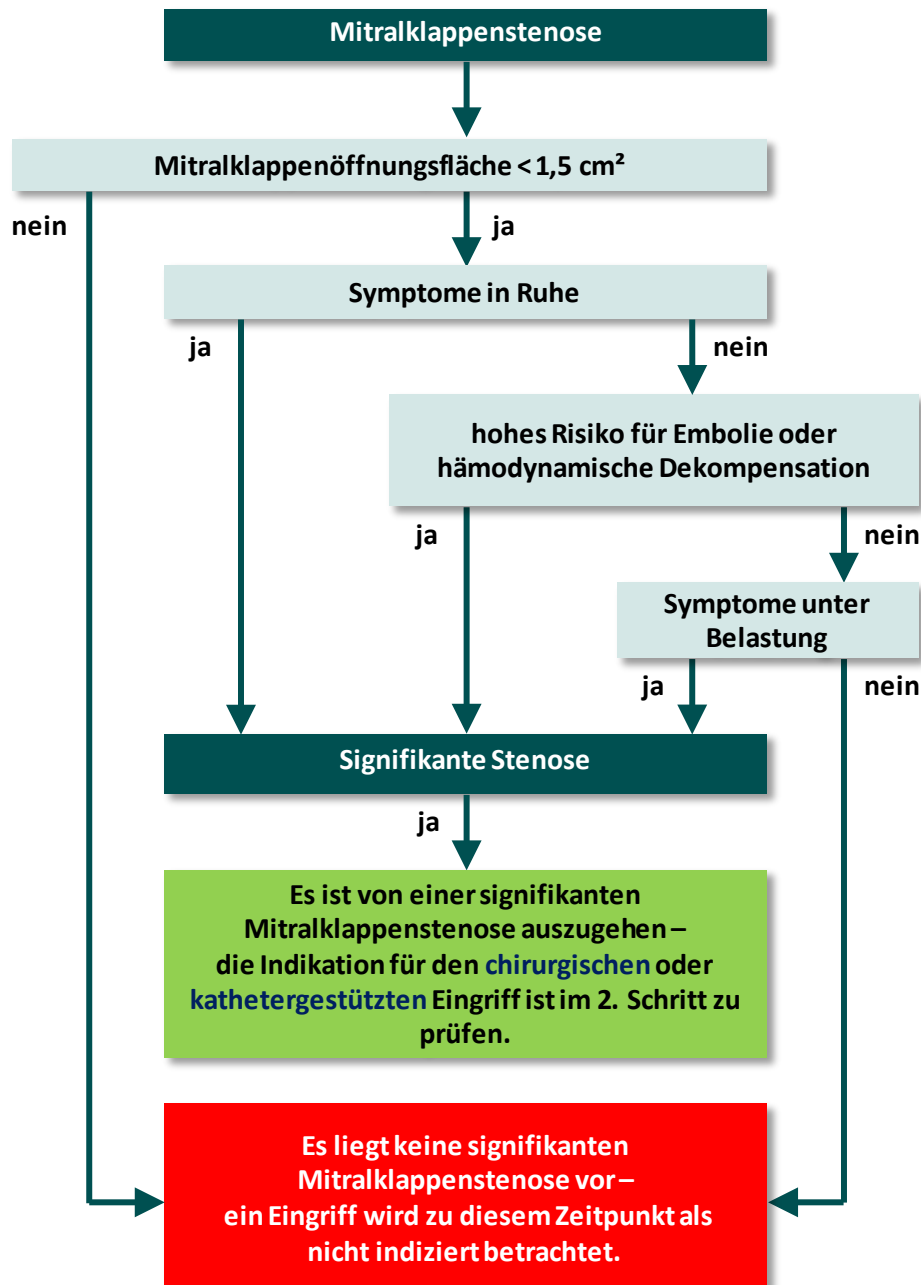 Mitralklappenstenose
Mitralklappenöffnungsfläche < 1,5 cm²
nein
ja
Symptome in Ruhe
ja
nein
hohes Risiko für Embolie oder
hämodynamische Dekompensation
ja
nein
Symptome unter
Belastung
ja
nein
Signifikante Stenose
ja
Es ist von einer signifikanten
Mitralklappenstenose auszugehen –
die Indikation für den chirurgischen oder
kathetergestützten Eingriff ist im 2. Schritt zu
prüfen.
Es liegt keine signifikanten
Mitralklappenstenose vor –
ein Eingriff wird zu diesem Zeitpunkt als
nicht indiziert betrachtet.